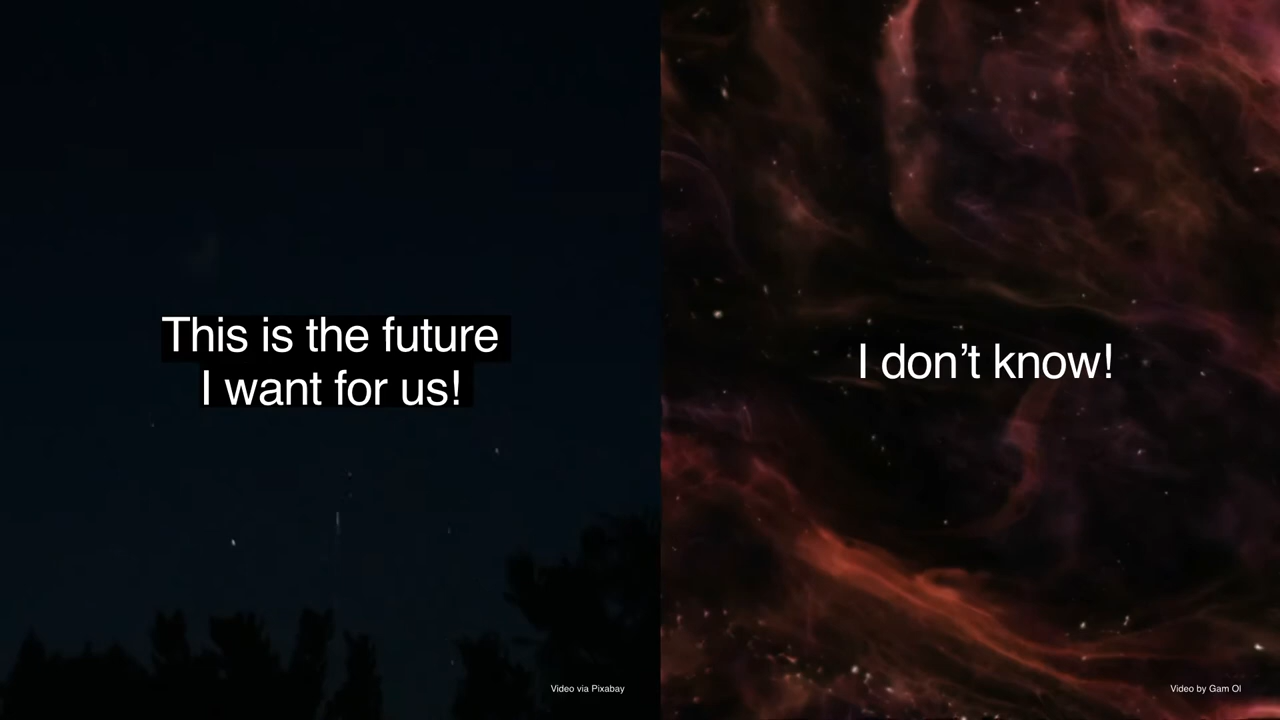 This is the future
I want for us!
I don’t know!
Video via Pixabay
Video by Gam Ol